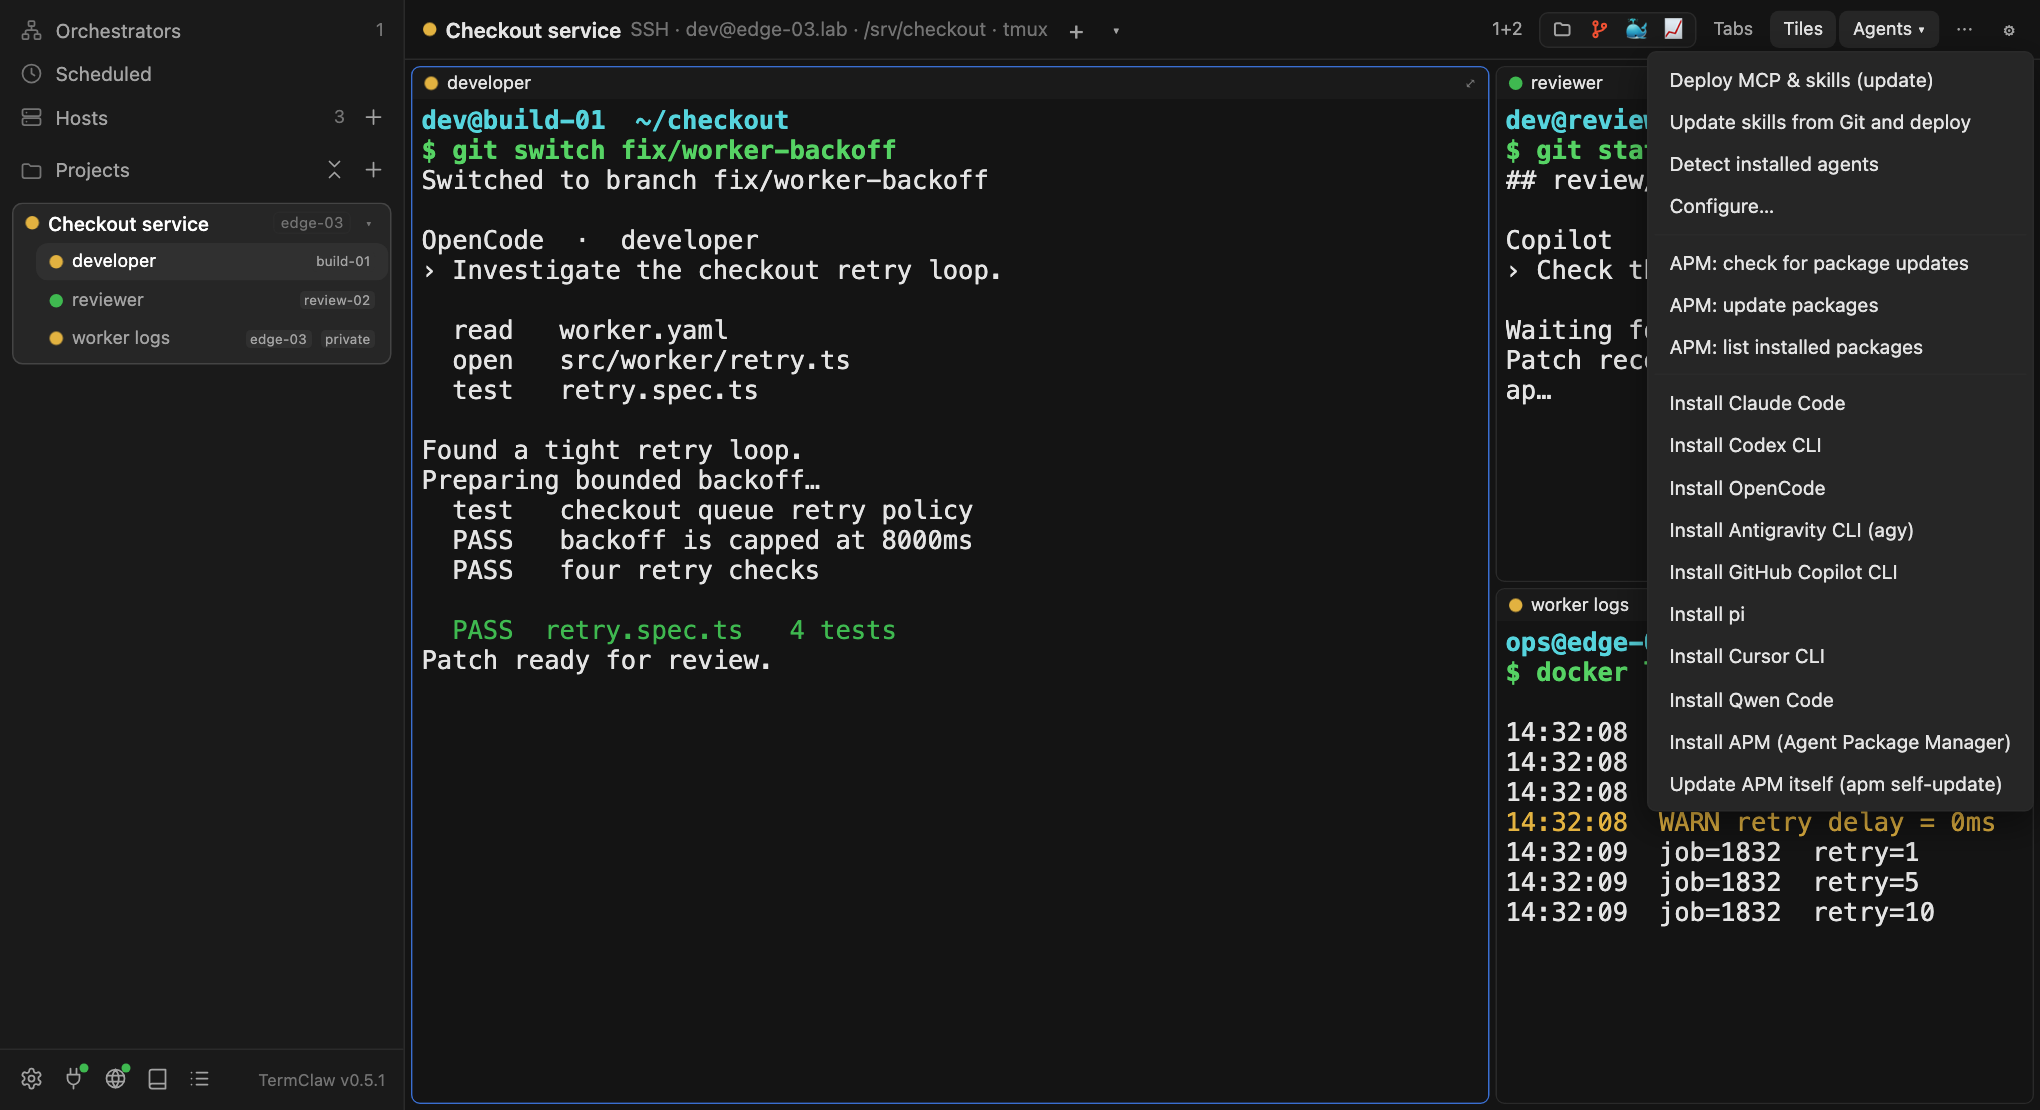 Orchestrators 1
Scheduled
Hosts 3 +
Projects +
Checkout service edge-03
developer build-01
reviewer review-02
worker logs edge-03 private
TermClaw v0.5.1
Checkout service SSH · dev@edge-03.lab · /srv/checkout · tmux +
1+2 Tabs Tiles Agents ▾ ···
developer
dev@build-01 ~/checkout
$ git switch fix/worker-backoff
Switched to branch fix/worker-backoff
OpenCode · developer
› Investigate the checkout retry loop.
read worker.yaml
open src/worker/retry.ts
test retry.spec.ts
Found a tight retry loop.
Preparing bounded backoff…
test checkout queue retry policy
PASS backoff is capped at 8000ms
PASS four retry checks
PASS retry.spec.ts 4 tests
Patch ready for review.
reviewer
$ git
## review/
Copilot
› Check
Waiting
Patch
ap…
worker logs
$ docker
14:32:08
14:32:08
14:32:08
14:32:08 WARN retry delay = 0ms
14:32:09 job=1832 retry=1
14:32:09 job=1832 retry=5
14:32:09 job=1832 retry=10
Deploy MCP & skills (update)
Update skills from Git and deploy
Detect installed agents
Configure...
APM: check for package updates
APM: update packages
APM: list installed packages
Install Claude Code
Install Codex CLI
Install OpenCode
Install Antigravity CLI (agy)
Install GitHub Copilot CLI
Install pi
Install Cursor CLI
Install Qwen Code
Install APM (Agent Package Manager)
Update APM itself (apm self-update)